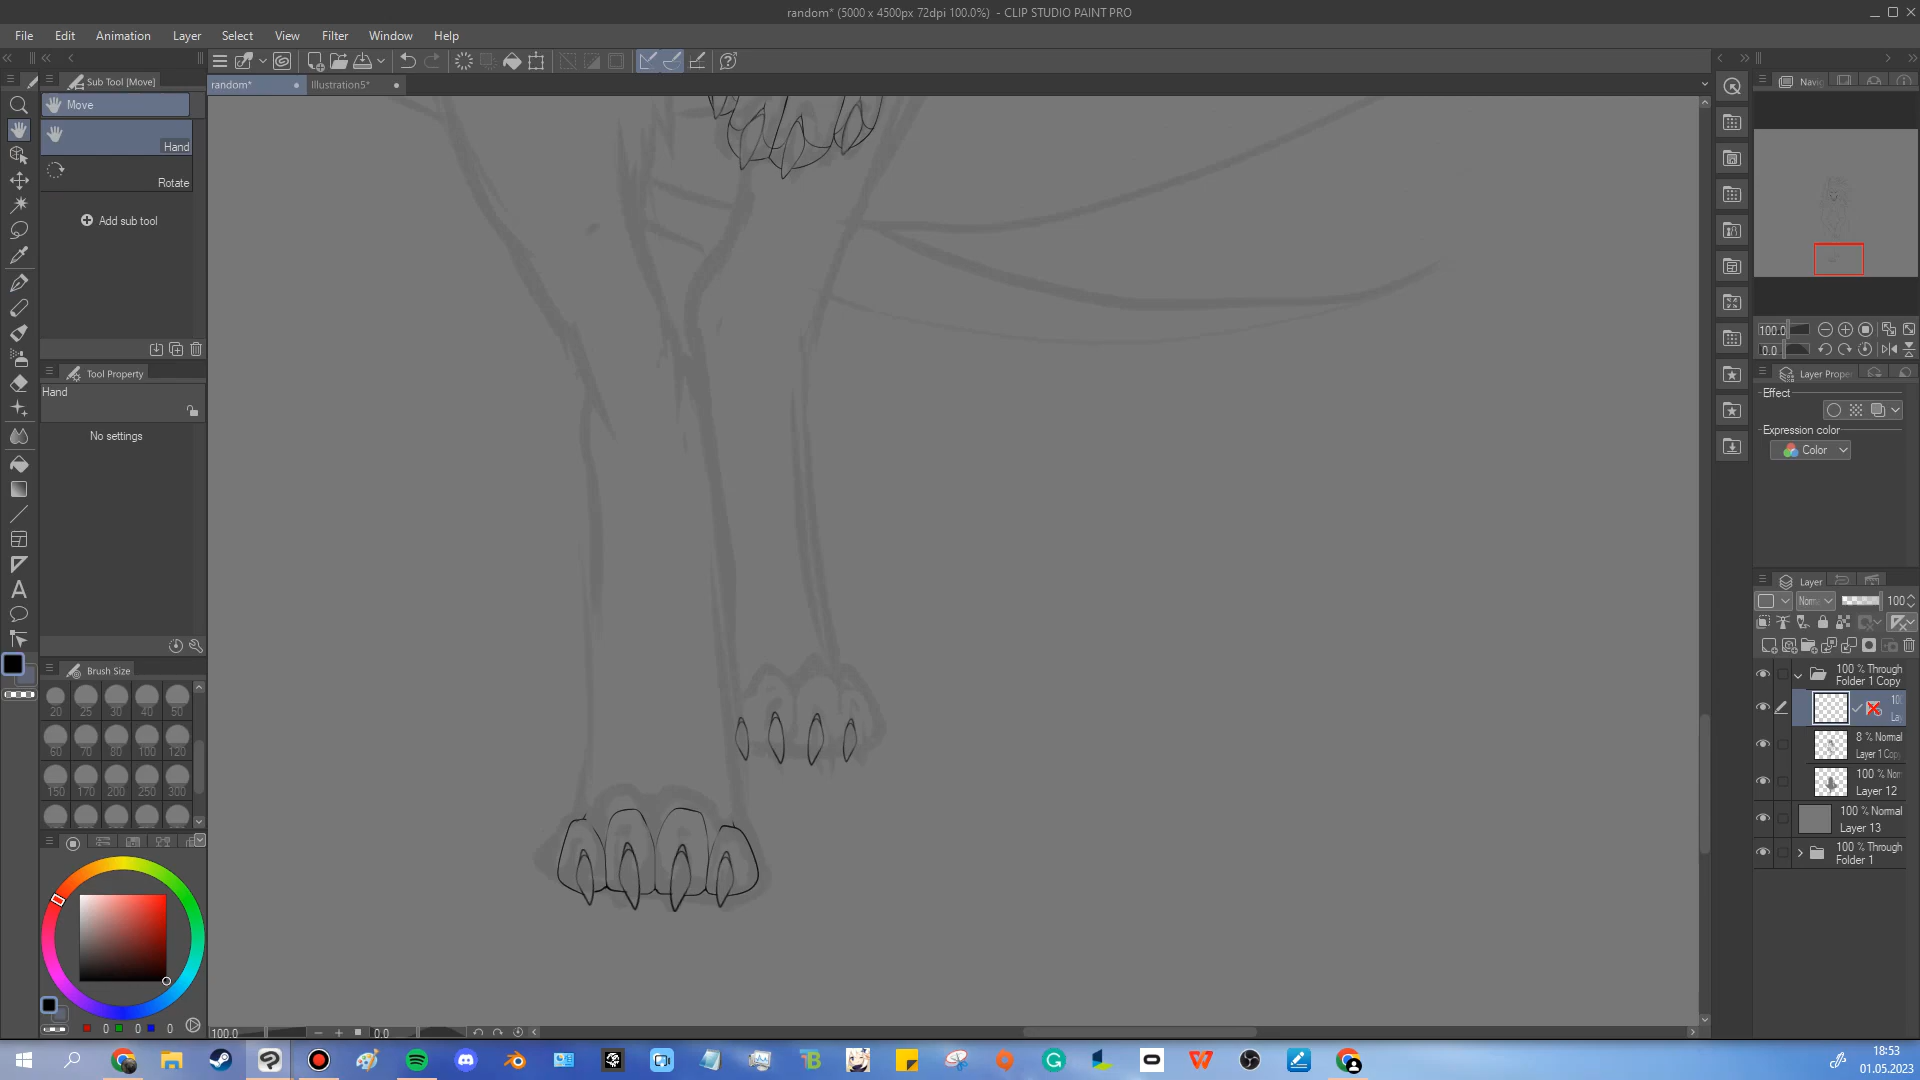 random* (5000 x 4500px 72dpi 100.0%) - CLIP STUDIO PAINT PRO
File Edit Animation Layer Select View Filter Window Help
Sub Tool [Move]
random*
Illustration5*
Move
Hand
Rotate
Add sub tool
Tool Property
Hand
No settings
Brush Size
20 25 30 40 50
60 70 80 100 120
150 170 200 250 300
0 0 0
100.0
0.0
Navi
100.0
0.0
Layer Prope
Effect
Expression color
Color
Layer
Norm 100
100 % Through
Folder 1 Copy
10
Lay
8 % Normal
Layer 1 Copy
100 % Norr
Layer 12
100 % Normal
Layer 13
100 % Through
Folder 1
18:53
01.05.2023